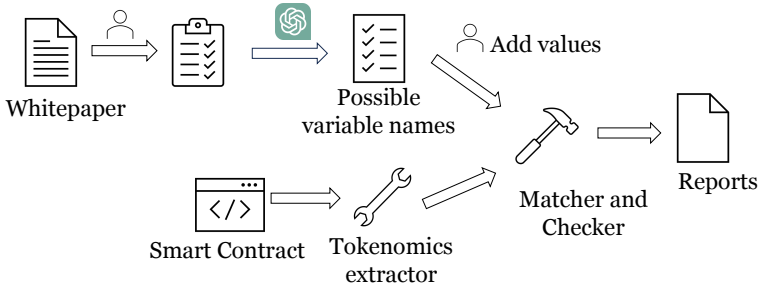 Add values
Whitepaper
Possible
variable names
</>
Smart Contract
Tokenomics
extractor
Matcher and
Checker
Reports